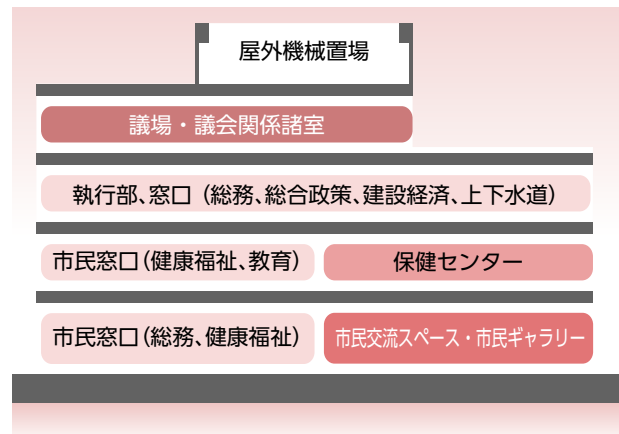 屋外機械置場
議場・議会関係諸室
執行部、窓口（総務、総合政策、建設経済、上下水道）
市民窓口（健康福祉、教育）
保健センター
市民窓口（総務、健康福祉）
市民交流スペース・市民ギャラリー